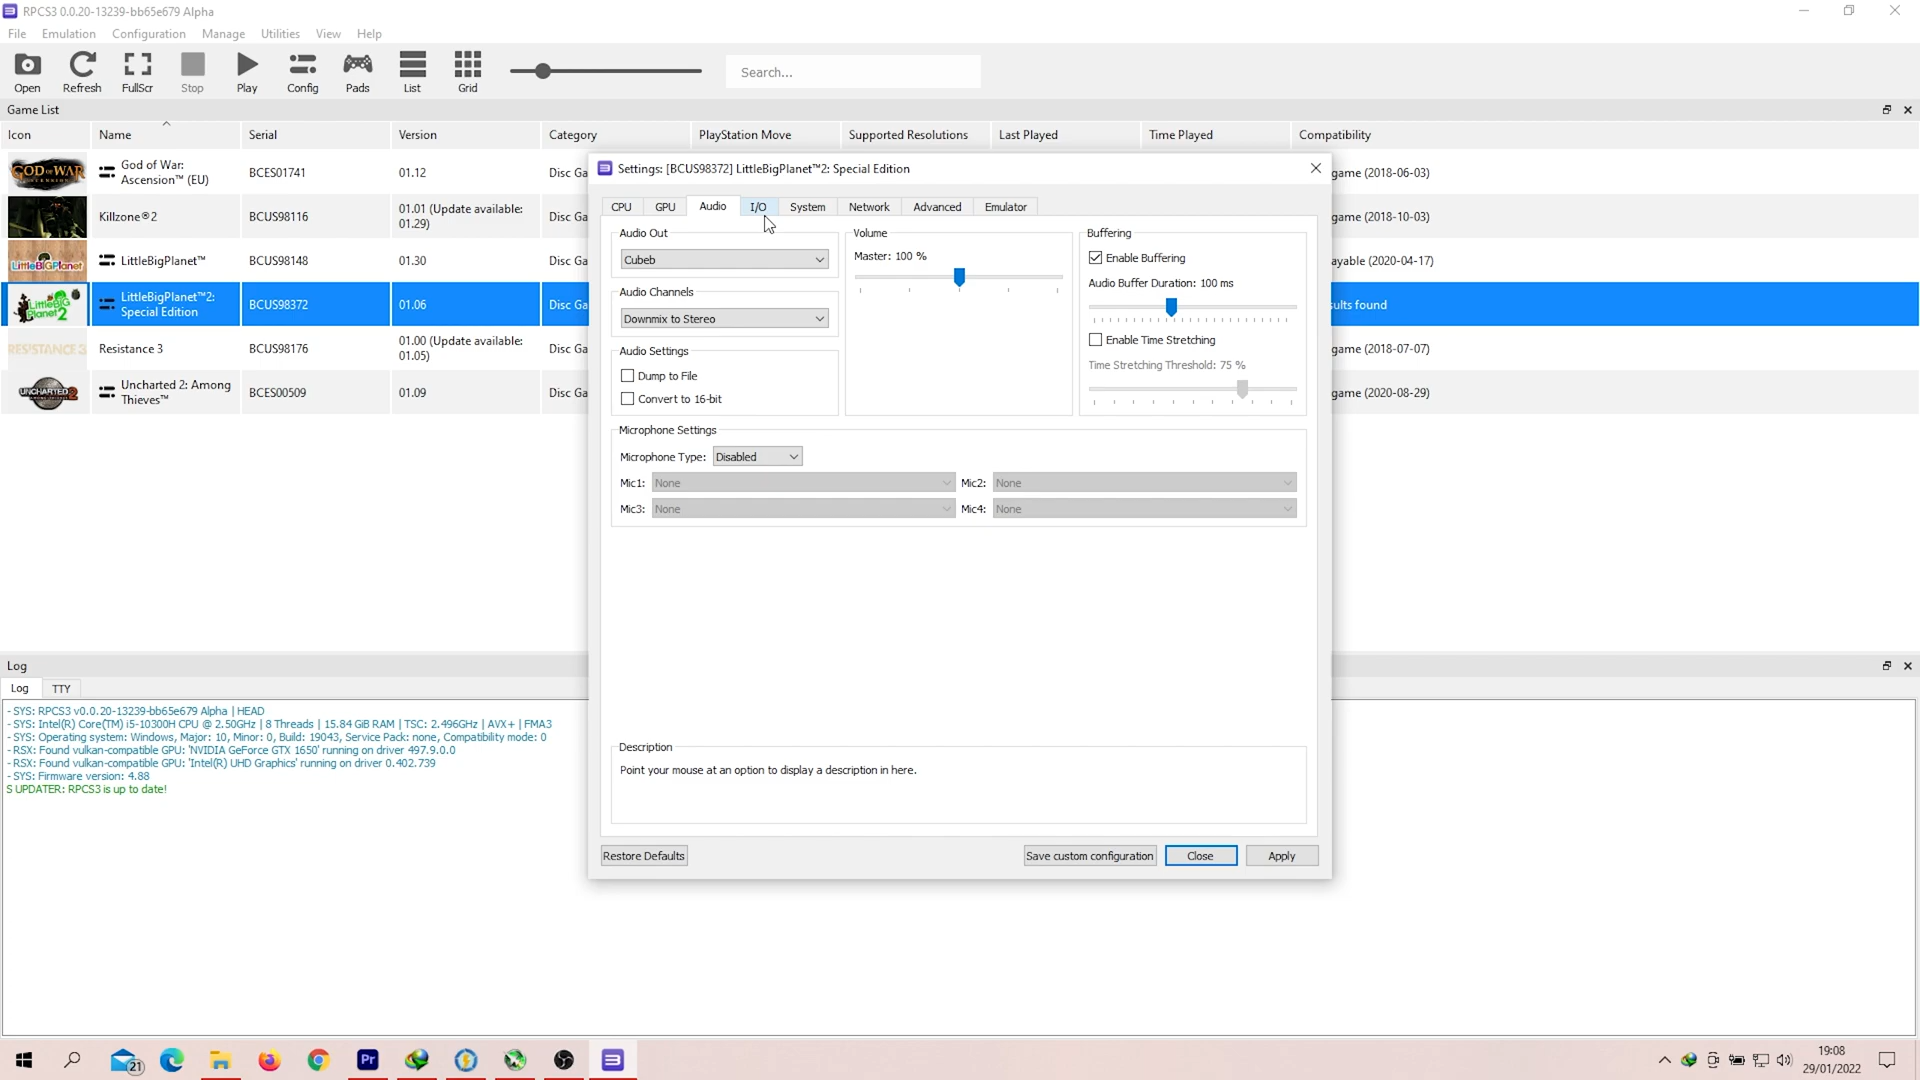 RPCS3 0.0.20-13239-bb65e679 Alpha
File Emulation Configuration Manage Utilities View Help
Open Refresh FullScr Stop Play Config Pads List Grid Search...
Game List
Icon Name Serial Version Category PlayStation Move Supported Resolutions Last Played Time Played Compatibility
GOD OF WAR God of War: Ascension™ (EU) BCES01741 01.12 Disc Ga game (2018-06-03)
Killzone®2 BCUS98116 01.01 (Update available: 01.29) Disc Ga game (2018-10-03)
LittleBIGPlanet LittleBigPlanet™ BCUS98148 01.30 Disc Ga ayable (2020-04-17)
LittleBIG Planet 2 LittleBigPlanet™2: Special Edition BCUS98372 01.06 Disc Ga sults found
RESISTANCE 3 Resistance 3 BCUS98176 01.00 (Update available: 01.05) Disc Ga game (2018-07-07)
UNCHARTED 2 Uncharted 2: Among Thieves™ BCES00509 01.09 Disc Ga game (2020-08-29)
Settings: [BCUS98372] LittleBigPlanet™2: Special Edition
CPU GPU Audio I/O System Network Advanced Emulator
Audio Out
Cubeb
Audio Channels
Downmix to Stereo
Audio Settings
Dump to File
Convert to 16-bit
Volume
Master: 100 %
Buffering
Enable Buffering
Audio Buffer Duration: 100 ms
Enable Time Stretching
Time Stretching Threshold: 75 %
Microphone Settings
Microphone Type: Disabled
Mic1: None Mic2: None
Mic3: None Mic4: None
Description
Point your mouse at an option to display a description in here.
Restore Defaults Save custom configuration Close Apply
Log
Log TTY
- SYS: RPCS3 v0.0.20-13239-bb65e679 Alpha | HEAD
- SYS: Intel(R) Core(TM) i5-10300H CPU @ 2.50GHz | 8 Threads | 15.84 GiB RAM | TSC: 2.496GHz | AVX+ | FMA3
- SYS: Operating system: Windows, Major: 10, Minor: 0, Build: 19043, Service Pack: none, Compatibility mode: 0
- RSX: Found vulkan-compatible GPU: 'NVIDIA GeForce GTX 1650' running on driver 497.9.0.0
- RSX: Found vulkan-compatible GPU: 'Intel(R) UHD Graphics' running on driver 0.402.739
- SYS: Firmware version: 4.88
S UPDATER: RPCS3 is up to date!
21 Pr 19:08
29/01/2022